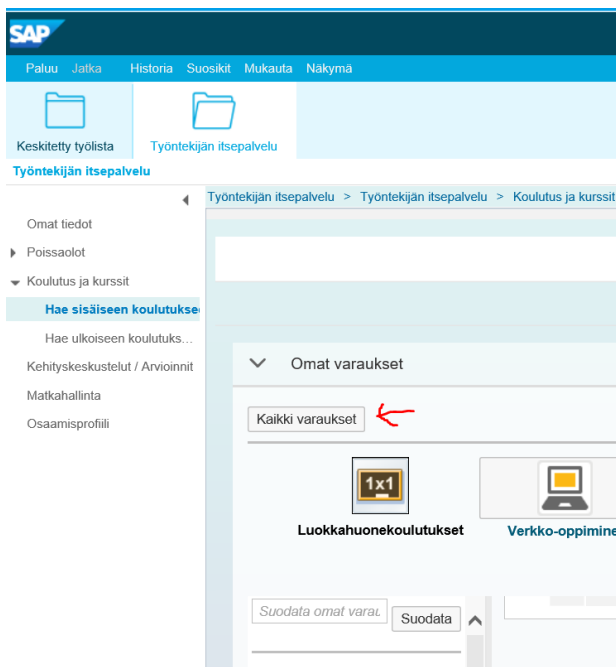 SAP
Paluu Jatka Historia Suosikit Mukauta Näkymä
Keskitetty työlista Työntekijän itsepalvelu
Työntekijän itsepalvelu
Työntekijän itsepalvelu > Työntekijän itsepalvelu > Koulutus ja kurssit
Omat tiedot
Poissaolot
Koulutus ja kurssit
Hae sisäiseen koulutukse
Hae ulkoiseen koulutuks...
Kehityskeskustelut / Arvioinnit
Matkahallinta
Osaamisprofiili
Omat varaukset
Kaikki varaukset
1x1
Luokkahuonekoulutukset Verkko-oppimine
Suodata omat varau Suodata